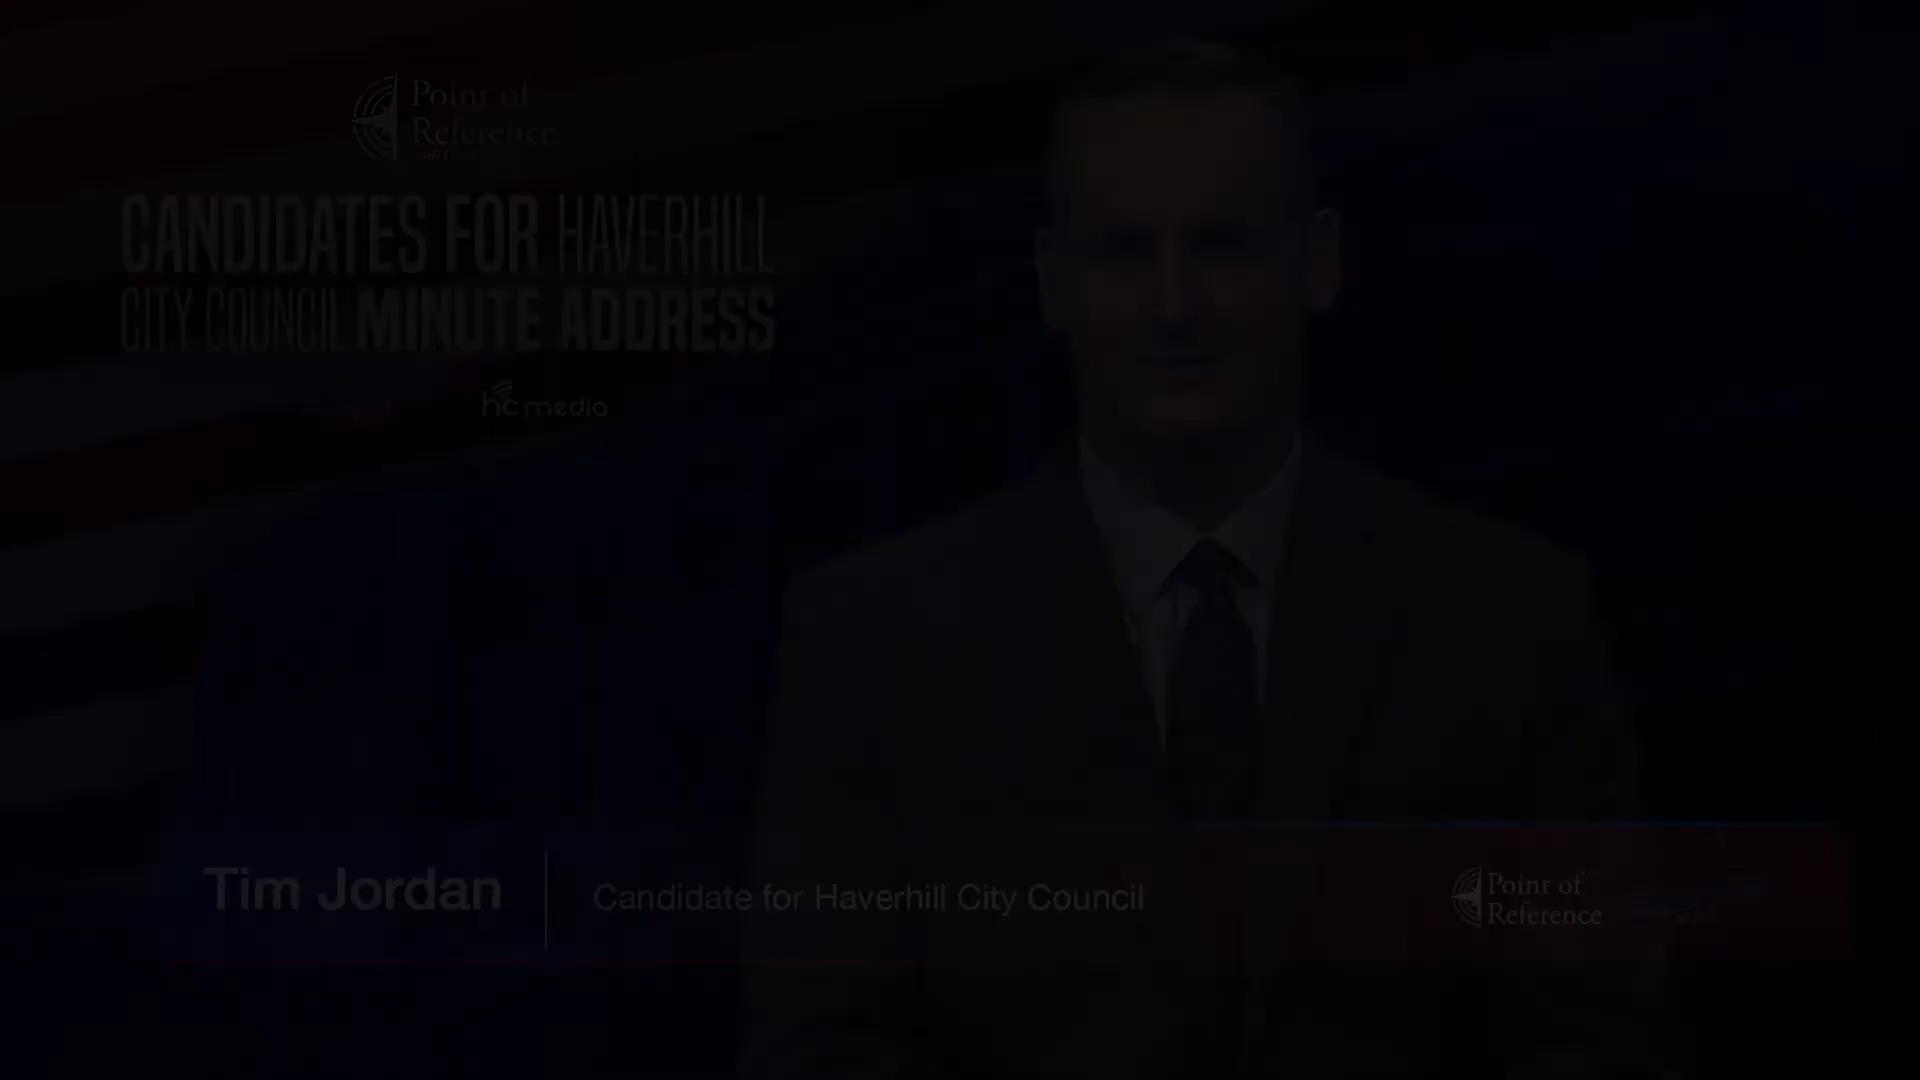 Point of
Reference
CANDIDATES FOR HAVERHILL
CITY COUNCIL MINUTE ADDRESS
hc media
Tim Jordan
Candidate for Haverhill City Council
Point of
Reference